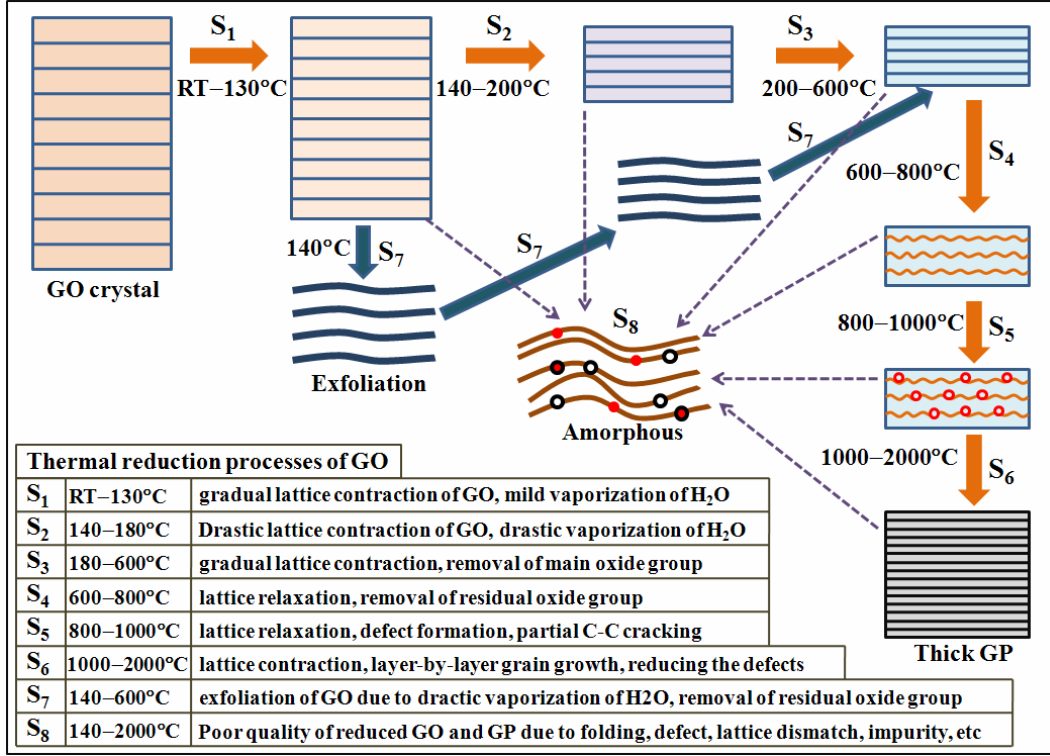 S1
S2
S3
RT–130°C
140–200°C
200–600°C
S7
S4
600–800°C
140°C
S7
S7
GO crystal
S8
800–1000°C
S5
Exfoliation
Amorphous
1000–2000°C
S6
Thick GP
Thermal reduction processes of GO
S1 RT–130°C gradual lattice contraction of GO, mild vaporization of H2O
S2 140–180°C Drastic lattice contraction of GO, drastic vaporization of H2O
S3 180–600°C gradual lattice contraction, removal of main oxide group
S4 600–800°C lattice relaxation, removal of residual oxide group
S5 800–1000°C lattice relaxation, defect formation, partial C-C cracking
S6 1000–2000°C lattice contraction, layer-by-layer grain growth, reducing the defects
S7 140–600°C exfoliation of GO due to dractic vaporization of H2O, removal of residual oxide group
S8 140–2000°C Poor quality of reduced GO and GP due to folding, defect, lattice dismatch, impurity, etc